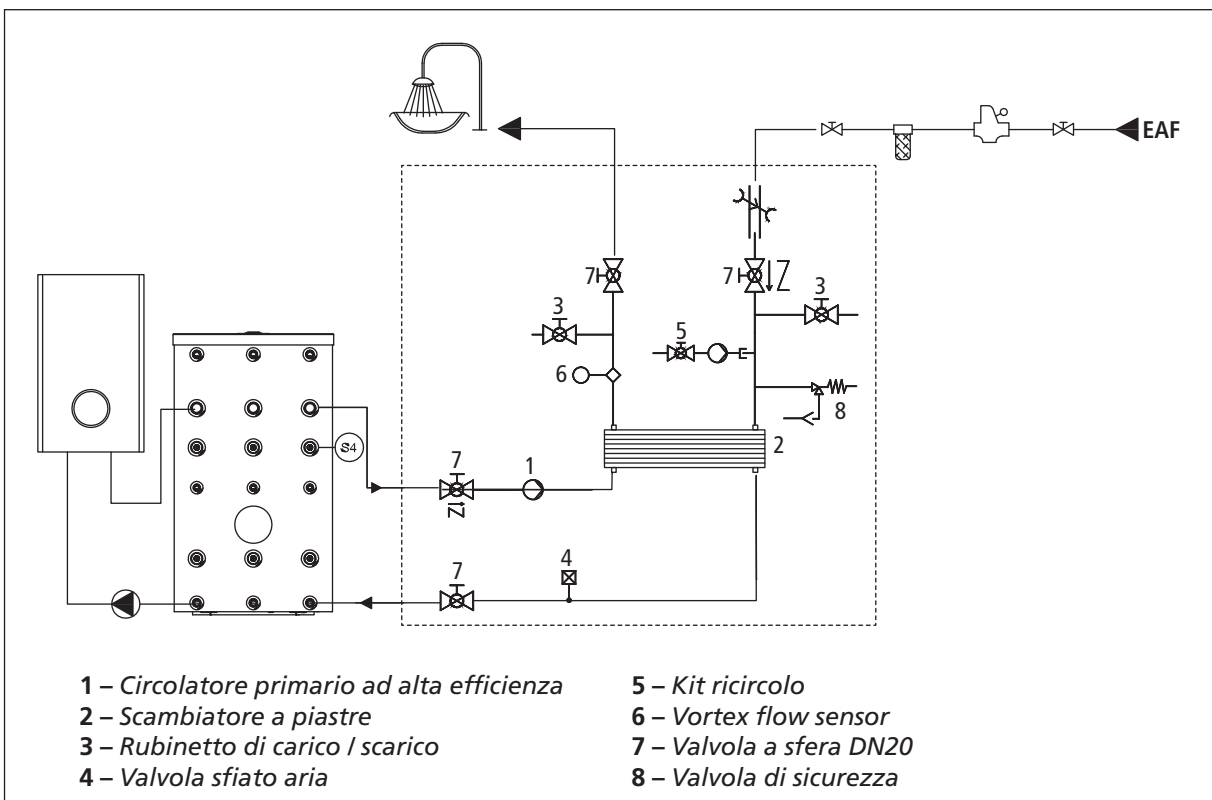 EAF
7
7
3
3
5
6
8
2
S4
7
1
4
7
1 – Circolatore primario ad alta efficienza
2 – Scambiatore a piastre
3 – Rubinetto di carico / scarico
4 – Valvola sfiato aria
5 – Kit ricircolo
6 – Vortex flow sensor
7 – Valvola a sfera DN20
8 – Valvola di sicurezza